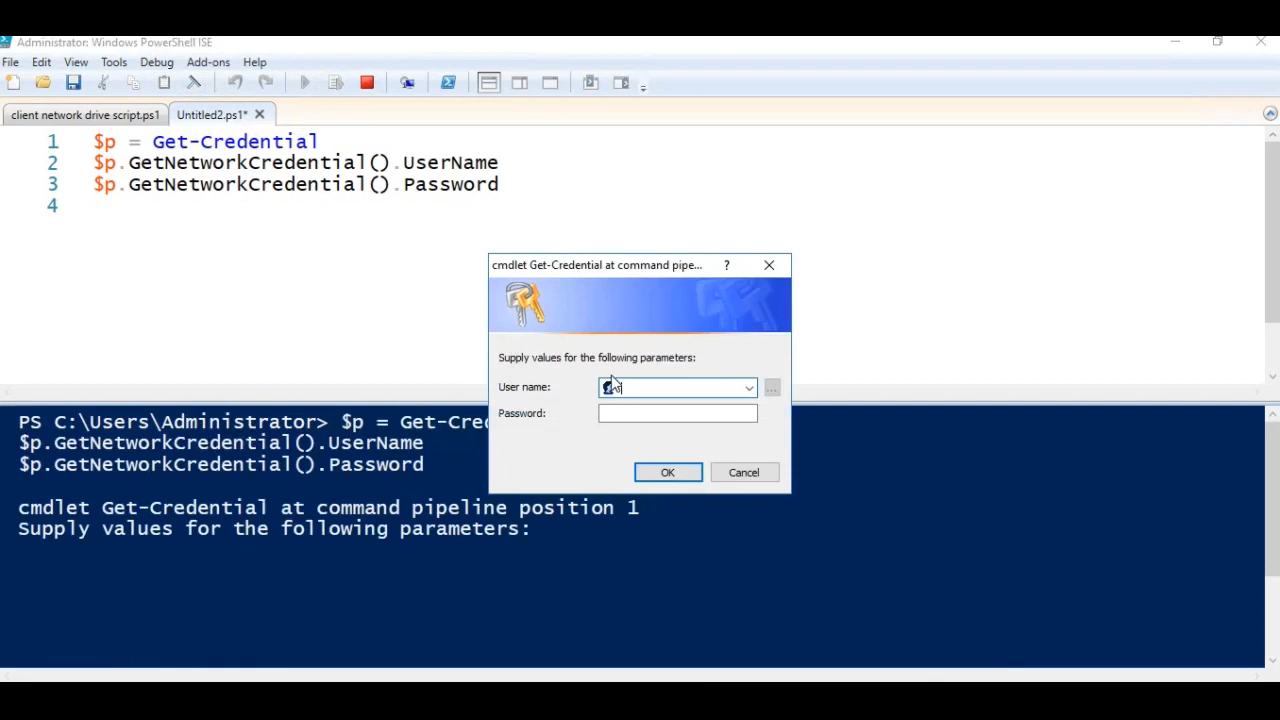 Administrator: Windows PowerShell ISE
File Edit View Tools Debug Add-ons Help
client network drive script.ps1 Untitled2.ps1*
1 $p = Get-Credential
2 $p.GetNetworkCredential().UserName
3 $p.GetNetworkCredential().Password
4
cmdlet Get-Credential at command pipe... ?
Supply values for the following parameters:
User name:
...
Password:
OK Cancel
PS C:\Users\Administrator> $p = Get-Cre
$p.GetNetworkCredential().UserName
$p.GetNetworkCredential().Password
cmdlet Get-Credential at command pipeline position 1
Supply values for the following parameters: